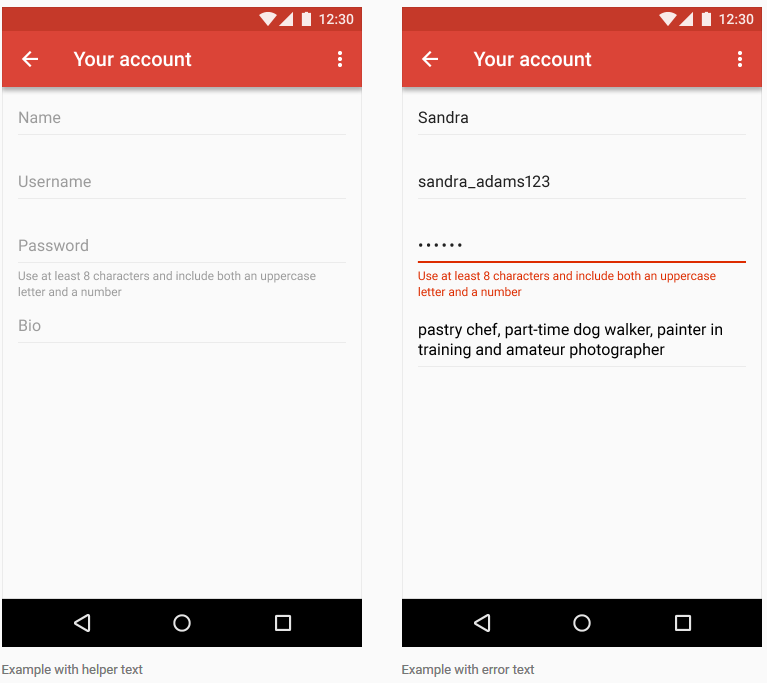 12:30
Your account
Name
Username
Password
Use at least 8 characters and include both an uppercase
letter and a number
Bio
Example with helper text
12:30
Your account
Sandra
sandra_adams123
••••••
Use at least 8 characters and include both an uppercase
letter and a number
pastry chef, part-time dog walker, painter in
training and amateur photographer
Example with error text